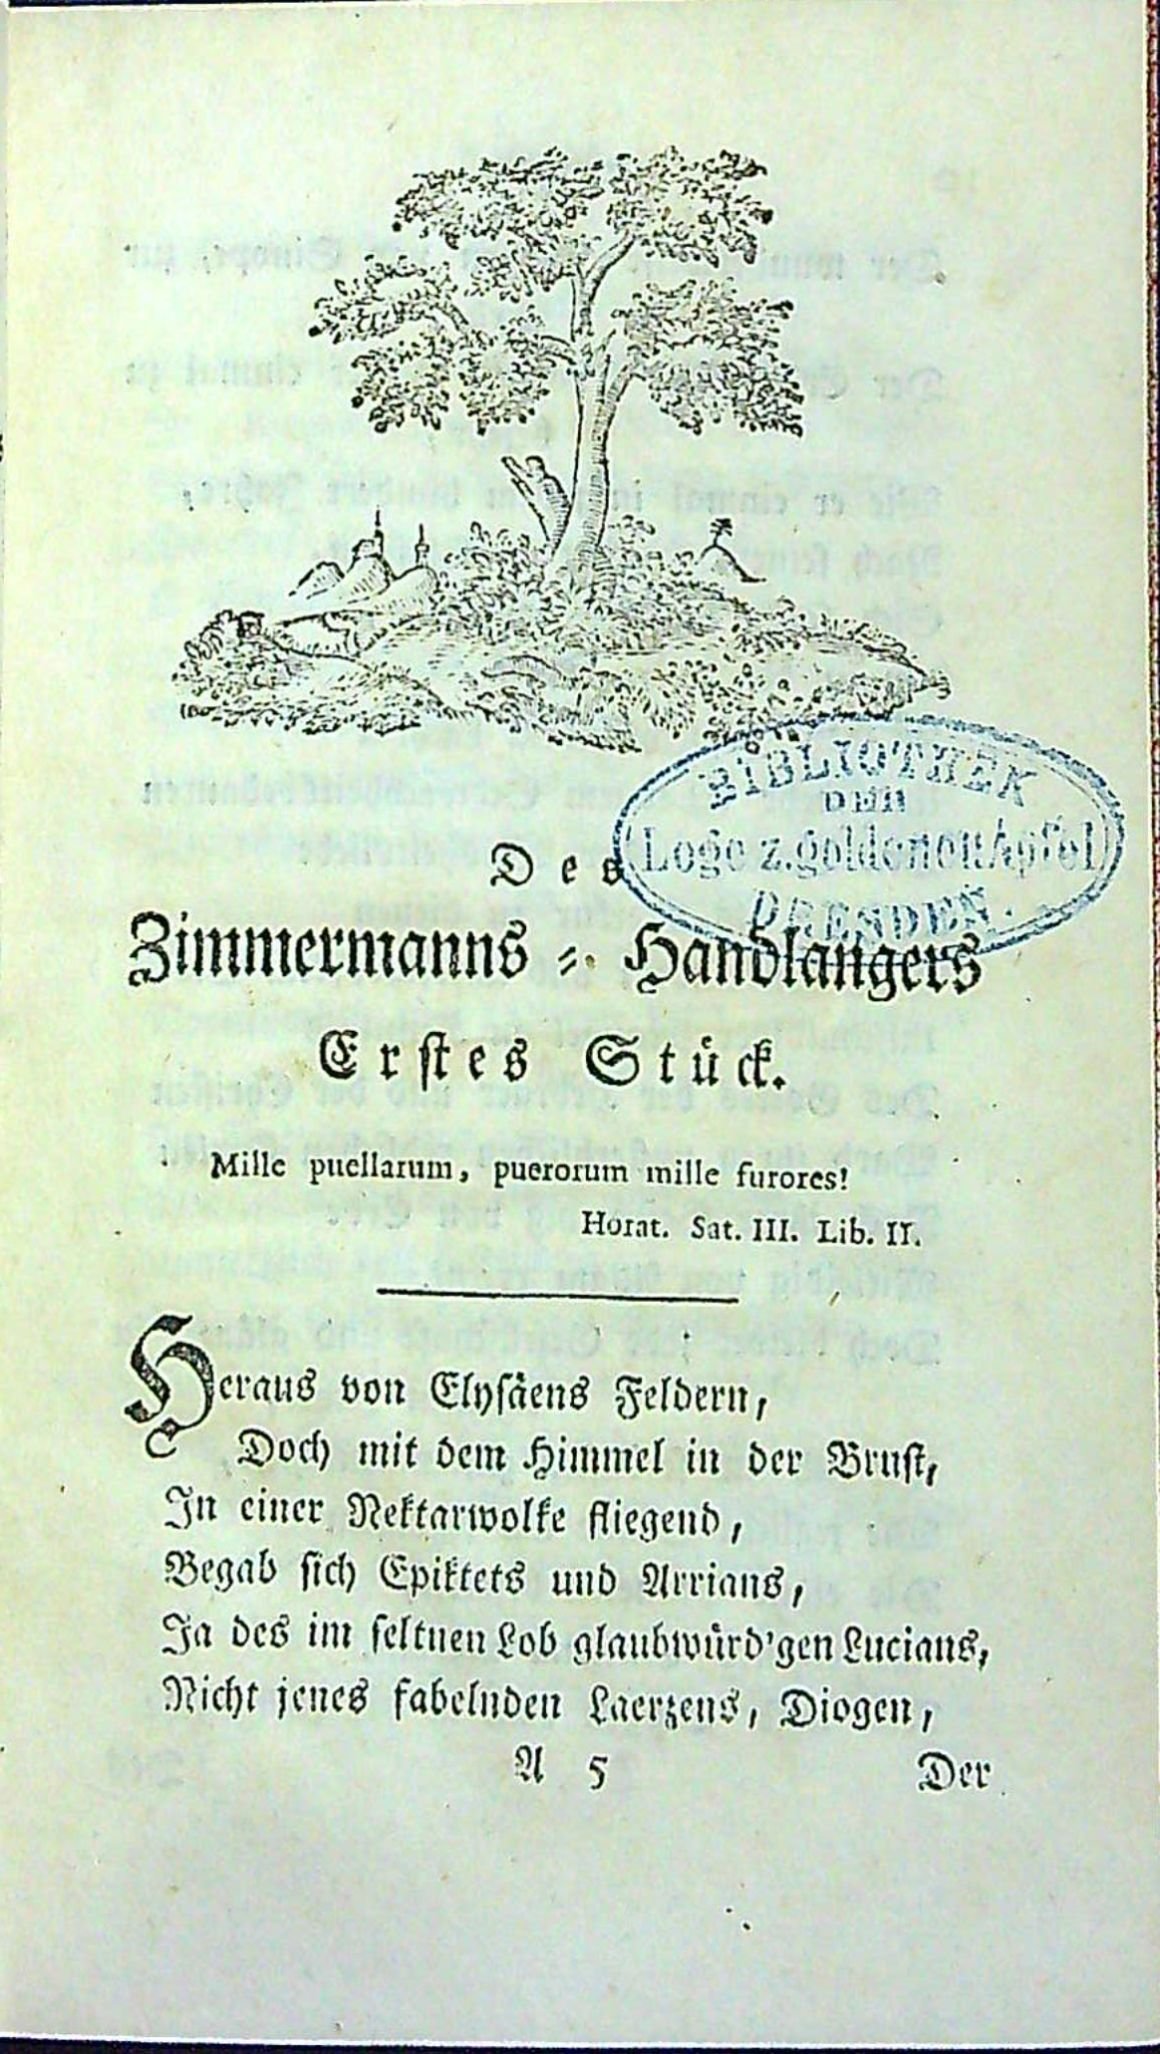 BIBLIOTHEK
DER
Loge z. goldenen Apfel
DRESDEN.
Des
Zimmermanns-Handlangers
Erstes Stück.
Mille puellarum, puerorum mille furores!
Horat. Sat. III. Lib. II.
Heraus von Elysäens Feldern,
Doch mit dem Himmel in der Brust,
In einer Nektarwolke fliegend,
Begab sich Epiktets und Arrians,
Ja des im seltnen Lob glaubwürd'gen Lucians,
Nicht jenes fabelnden Laerzens, Diogen,
A 5 Der